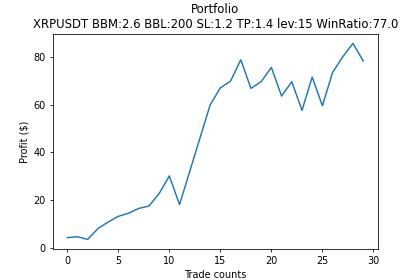 Portfolio
XRPUSDT BBM:2.6 BBL:200 SL:1.2 TP:1.4 lev:15 WinRatio:77.0
80
60
40
20
0
Profit ($)
0 5 10 15 20 25 30
Trade counts